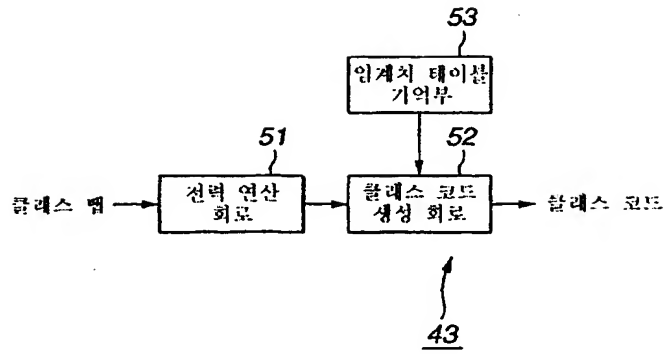 53
임계치 테이블
기억부
51
52
클래스 탭
전력 연산
회로
클래스 코드
생성 회로
클래스 코드
43